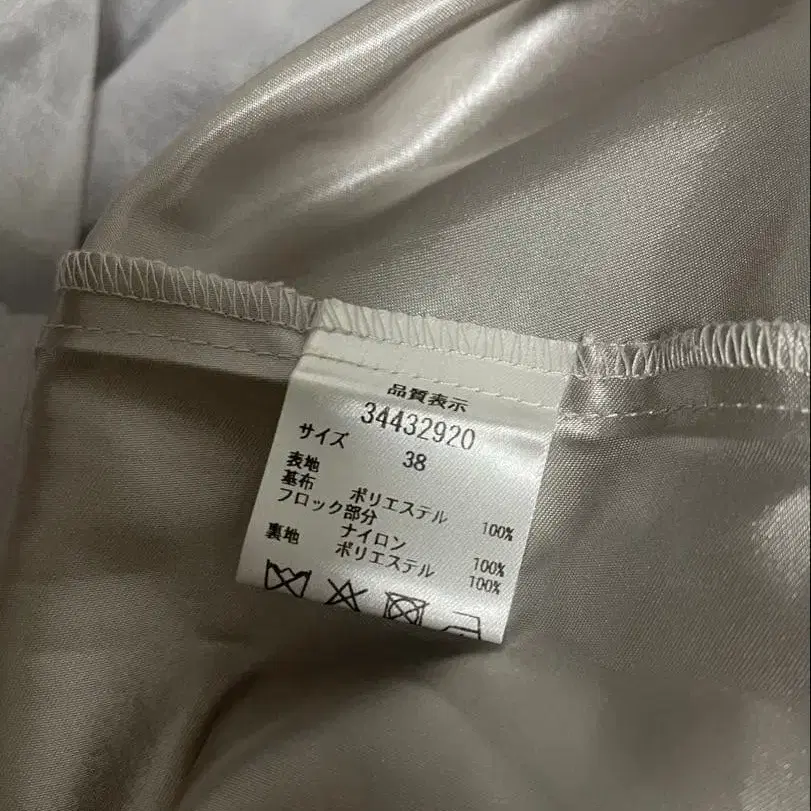 品質表示
34432920
サイズ 38
表地
基布 ポリエステル 100%
フロック部分
ナイロン 100%
裏地 ポリエステル 100%